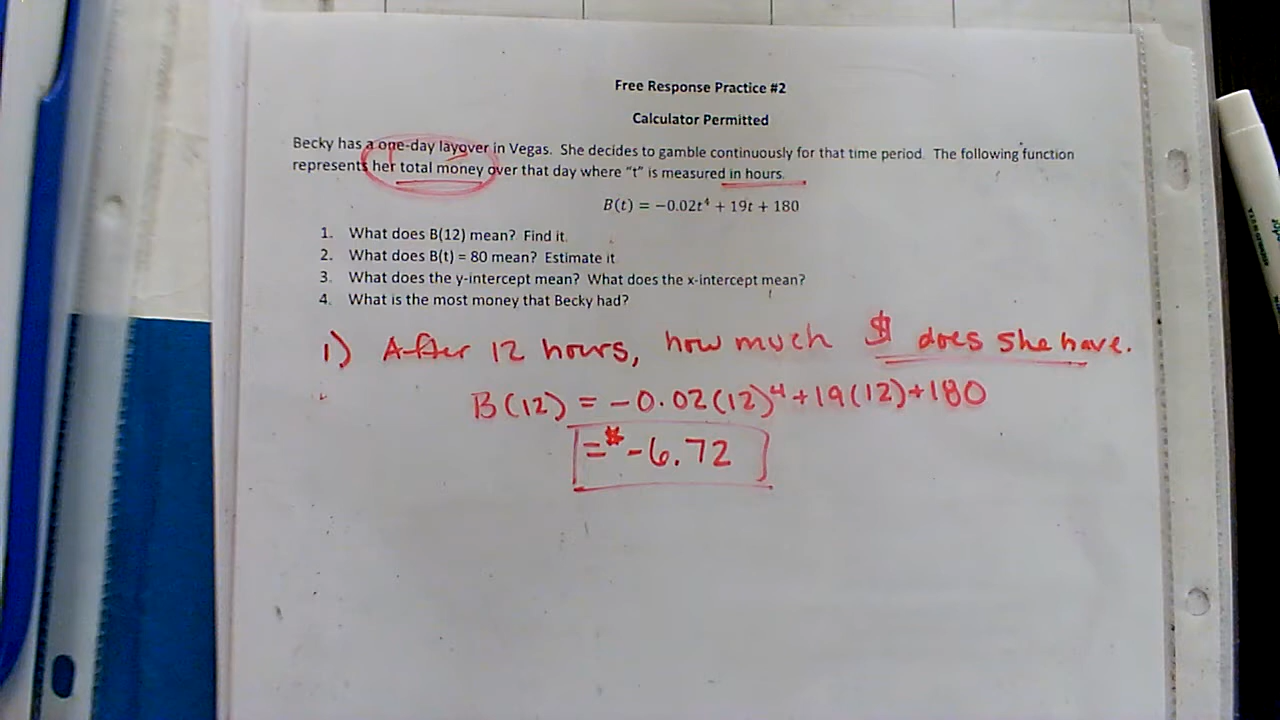 Free Response Practice #2
Calculator Permitted
Becky has a one-day layover in Vegas. She decides to gamble continuously for that time period. The following function
represents her total money over that day where "t" is measured in hours.
B(t) = −0.02t⁴ + 19t + 180
1. What does B(12) mean? Find it.
2. What does B(t) = 80 mean? Estimate it
3. What does the y-intercept mean? What does the x-intercept mean?
4. What is the most money that Becky had?
1) After 12 hours, how much $ does she have.
B(12) = -0.02(12)⁴+19(12)+180
=$-6.72